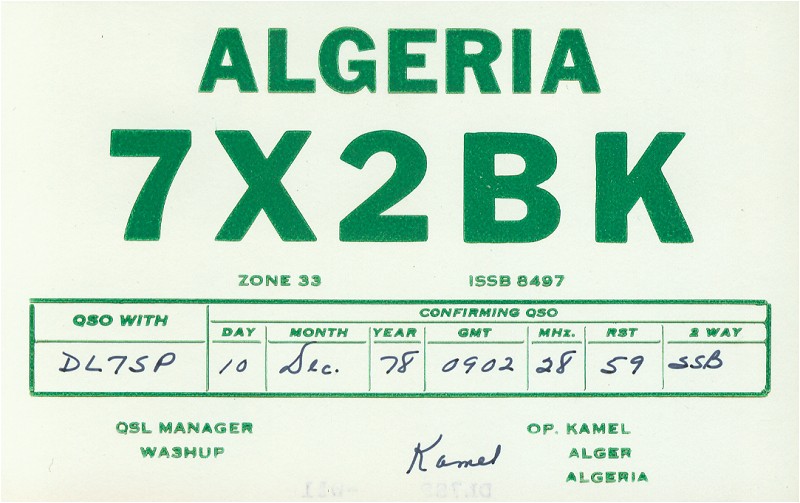 ALGERIA
7X2BK
ZONE 33 ISSB 8497
QSO WITH CONFIRMING QSO
DAY MONTH YEAR GMT MHz. RST 2 WAY
DL7SP 10 Dec. 78 0902 28 59 SSB
QSL MANAGER OP. KAMEL
WA3HUP Kamel ALGER
ALGERIA